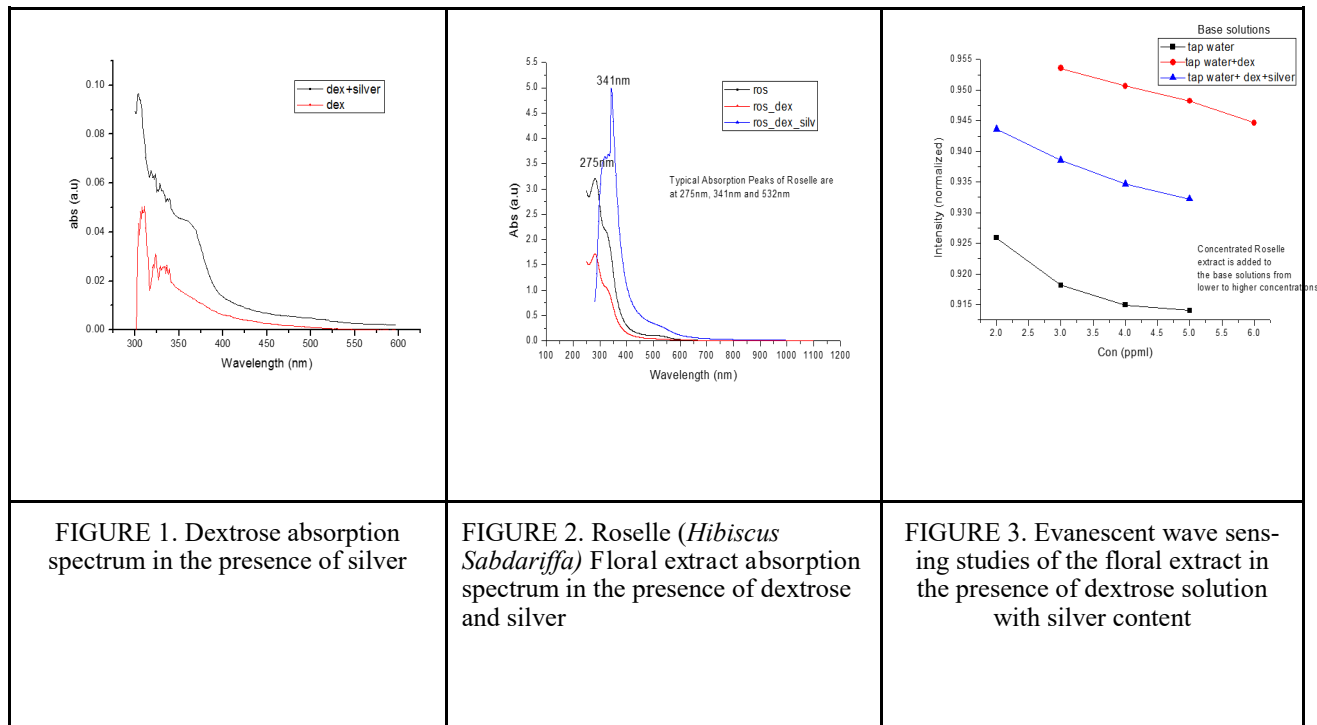 0.10
0.08
0.06
0.04
0.02
0.00
abs (a.u)
dex+silver
dex
300 350 400 450 500 550 600
Wavelength (nm)
341nm
275nm
5.5
5.0
4.5
4.0
3.5
3.0
2.5
2.0
1.5
1.0
0.5
0.0
Abs (a.u)
ros
ros_dex
ros_dex_silv
Typical Absorption Peaks of Roselle are
at 275nm, 341nm and 532nm
100 200 300 400 500 600 700 800 900 1000 1100 1200
Wavelength (nm)
Base solutions
tap water
tap water+dex
tap water+ dex+silver
0.955
0.950
0.945
0.940
0.935
0.930
0.925
0.920
0.915
Intensity (normalized)
Concentrated Roselle
extract is added to
the base solutions from
lower to higher concentrations
2.0 2.5 3.0 3.5 4.0 4.5 5.0 5.5 6.0
Con (ppml)
FIGURE 1. Dextrose absorption
spectrum in the presence of silver
FIGURE 2. Roselle (Hibiscus
Sabdariffa) Floral extract absorption
spectrum in the presence of dextrose
and silver
FIGURE 3. Evanescent wave sens-
ing studies of the floral extract in
the presence of dextrose solution
with silver content